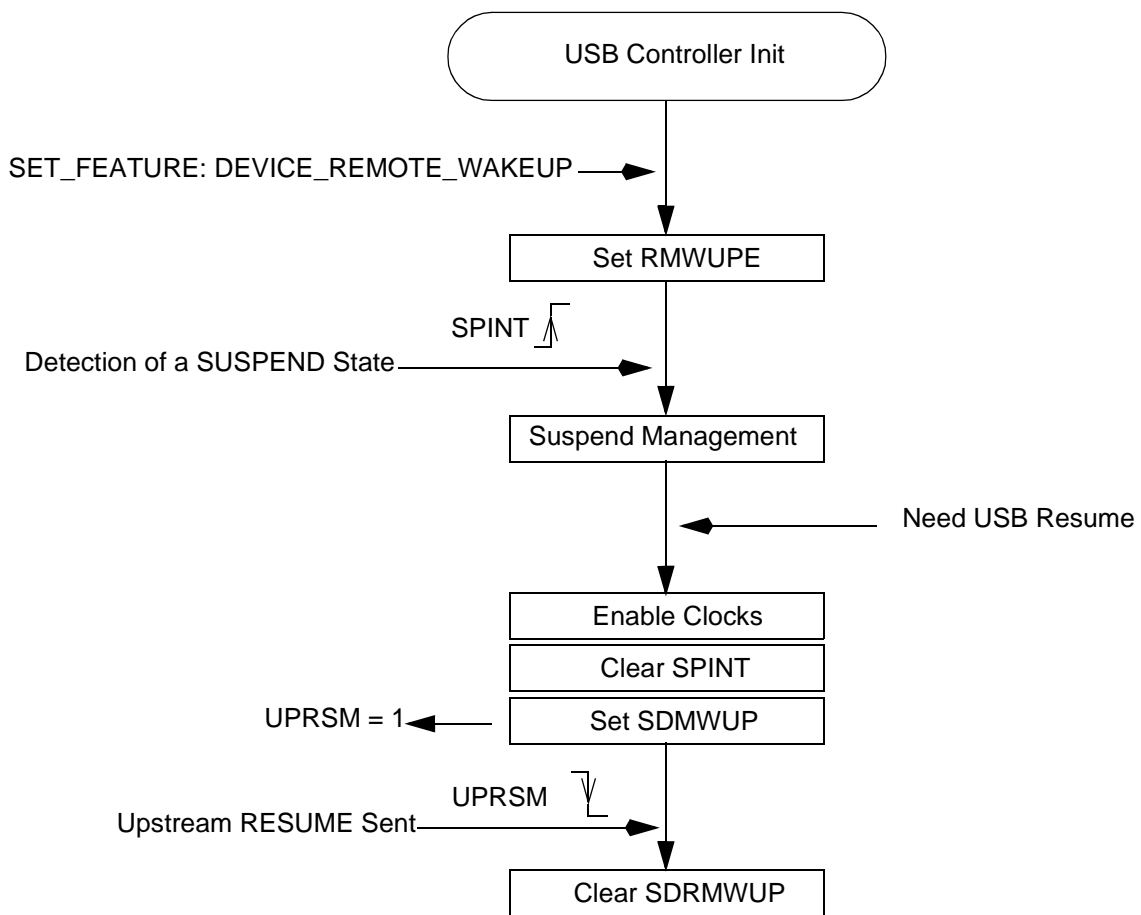 USB Controller Init
SET_FEATURE: DEVICE_REMOTE_WAKEUP
Set RMWUPE
SPINT
Detection of a SUSPEND State
Suspend Management
Need USB Resume
Enable Clocks
Clear SPINT
UPRSM = 1
Set SDMWUP
UPRSM
Upstream RESUME Sent
Clear SDRMWUP